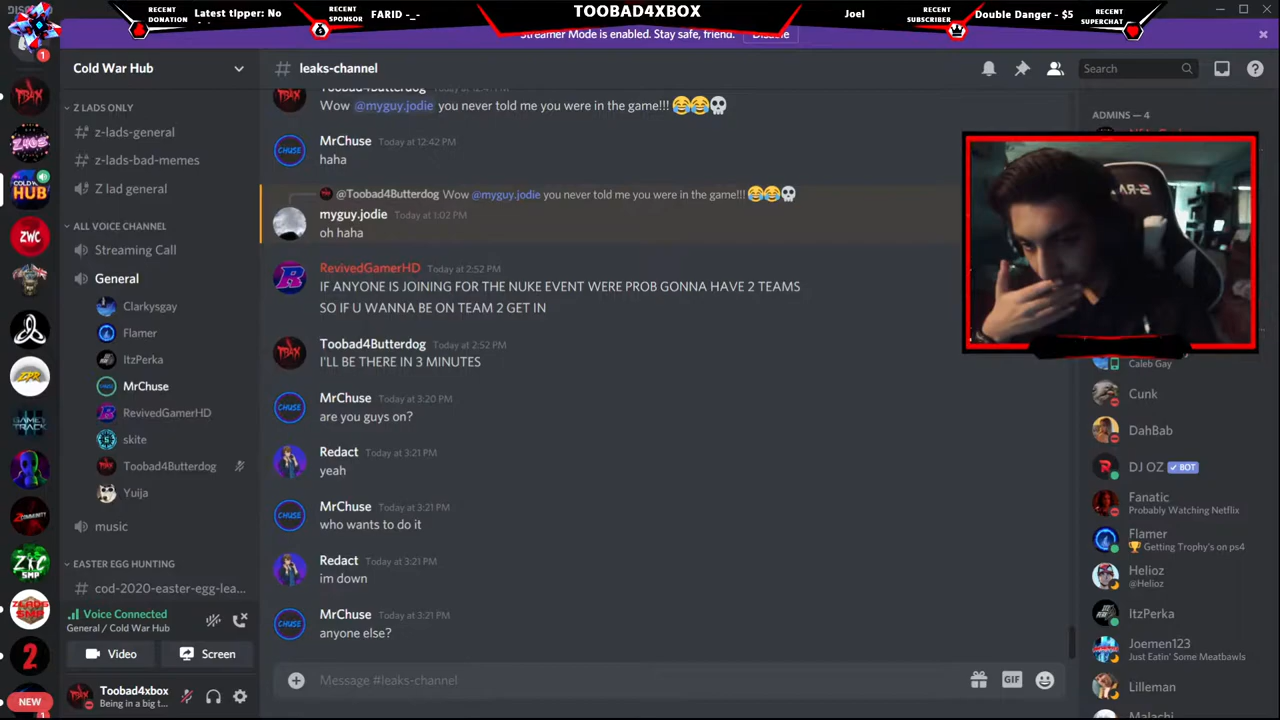 RECENT
DONATION
Latest tipper: No
RECENT
SPONSOR
FARID -_-
TOOBAD4XBOX
Joel
RECENT
SUBSCRIBER
Double Danger - $5
RECENT
SUPERCHAT
Streamer Mode is enabled. Stay safe, friend.
Disable
1
Cold War Hub
leaks-channel
Search
Z LADS ONLY
z-lads-general
z-lads-bad-memes
Z lad general
ALL VOICE CHANNEL
Streaming Call
General
Clarkysgay
Flamer
ItzPerka
MrChuse
RevivedGamerHD
skite
Toobad4Butterdog
Yuija
music
EASTER EGG HUNTING
cod-2020-easter-egg-lea...
Voice Connected
General / Cold War Hub
Video
Screen
Toobad4xbox
Being in a big t...
NEW
TBAX
ZLADS
COLD WAR
HUB
ZWC
ZPR
2
Wow @myguy.jodie you never told me you were in the game!!! 😂😂💀
MrChuse Today at 12:42 PM
haha
@Toobad4Butterdog Wow @myguy.jodie you never told me you were in the game!!! 😂😂💀
myguy.jodie Today at 1:02 PM
oh haha
RevivedGamerHD Today at 2:52 PM
IF ANYONE IS JOINING FOR THE NUKE EVENT WERE PROB GONNA HAVE 2 TEAMS
SO IF U WANNA BE ON TEAM 2 GET IN
Toobad4Butterdog Today at 2:52 PM
I'LL BE THERE IN 3 MINUTES
MrChuse Today at 3:20 PM
are you guys on?
Redact Today at 3:21 PM
yeah
MrChuse Today at 3:21 PM
who wants to do it
Redact Today at 3:21 PM
im down
MrChuse Today at 3:21 PM
anyone else?
Message #leaks-channel
GIF
ADMINS — 4
Caleb Gay
Cunk
DahBab
DJ OZ ✓ BOT
Fanatic
Probably Watching Netflix
Flamer
🏆 Getting Trophy's on ps4
Helioz
@Helioz
ItzPerka
Joemen123
Just Eatin' Some Meatbawls
Lilleman
Malachi